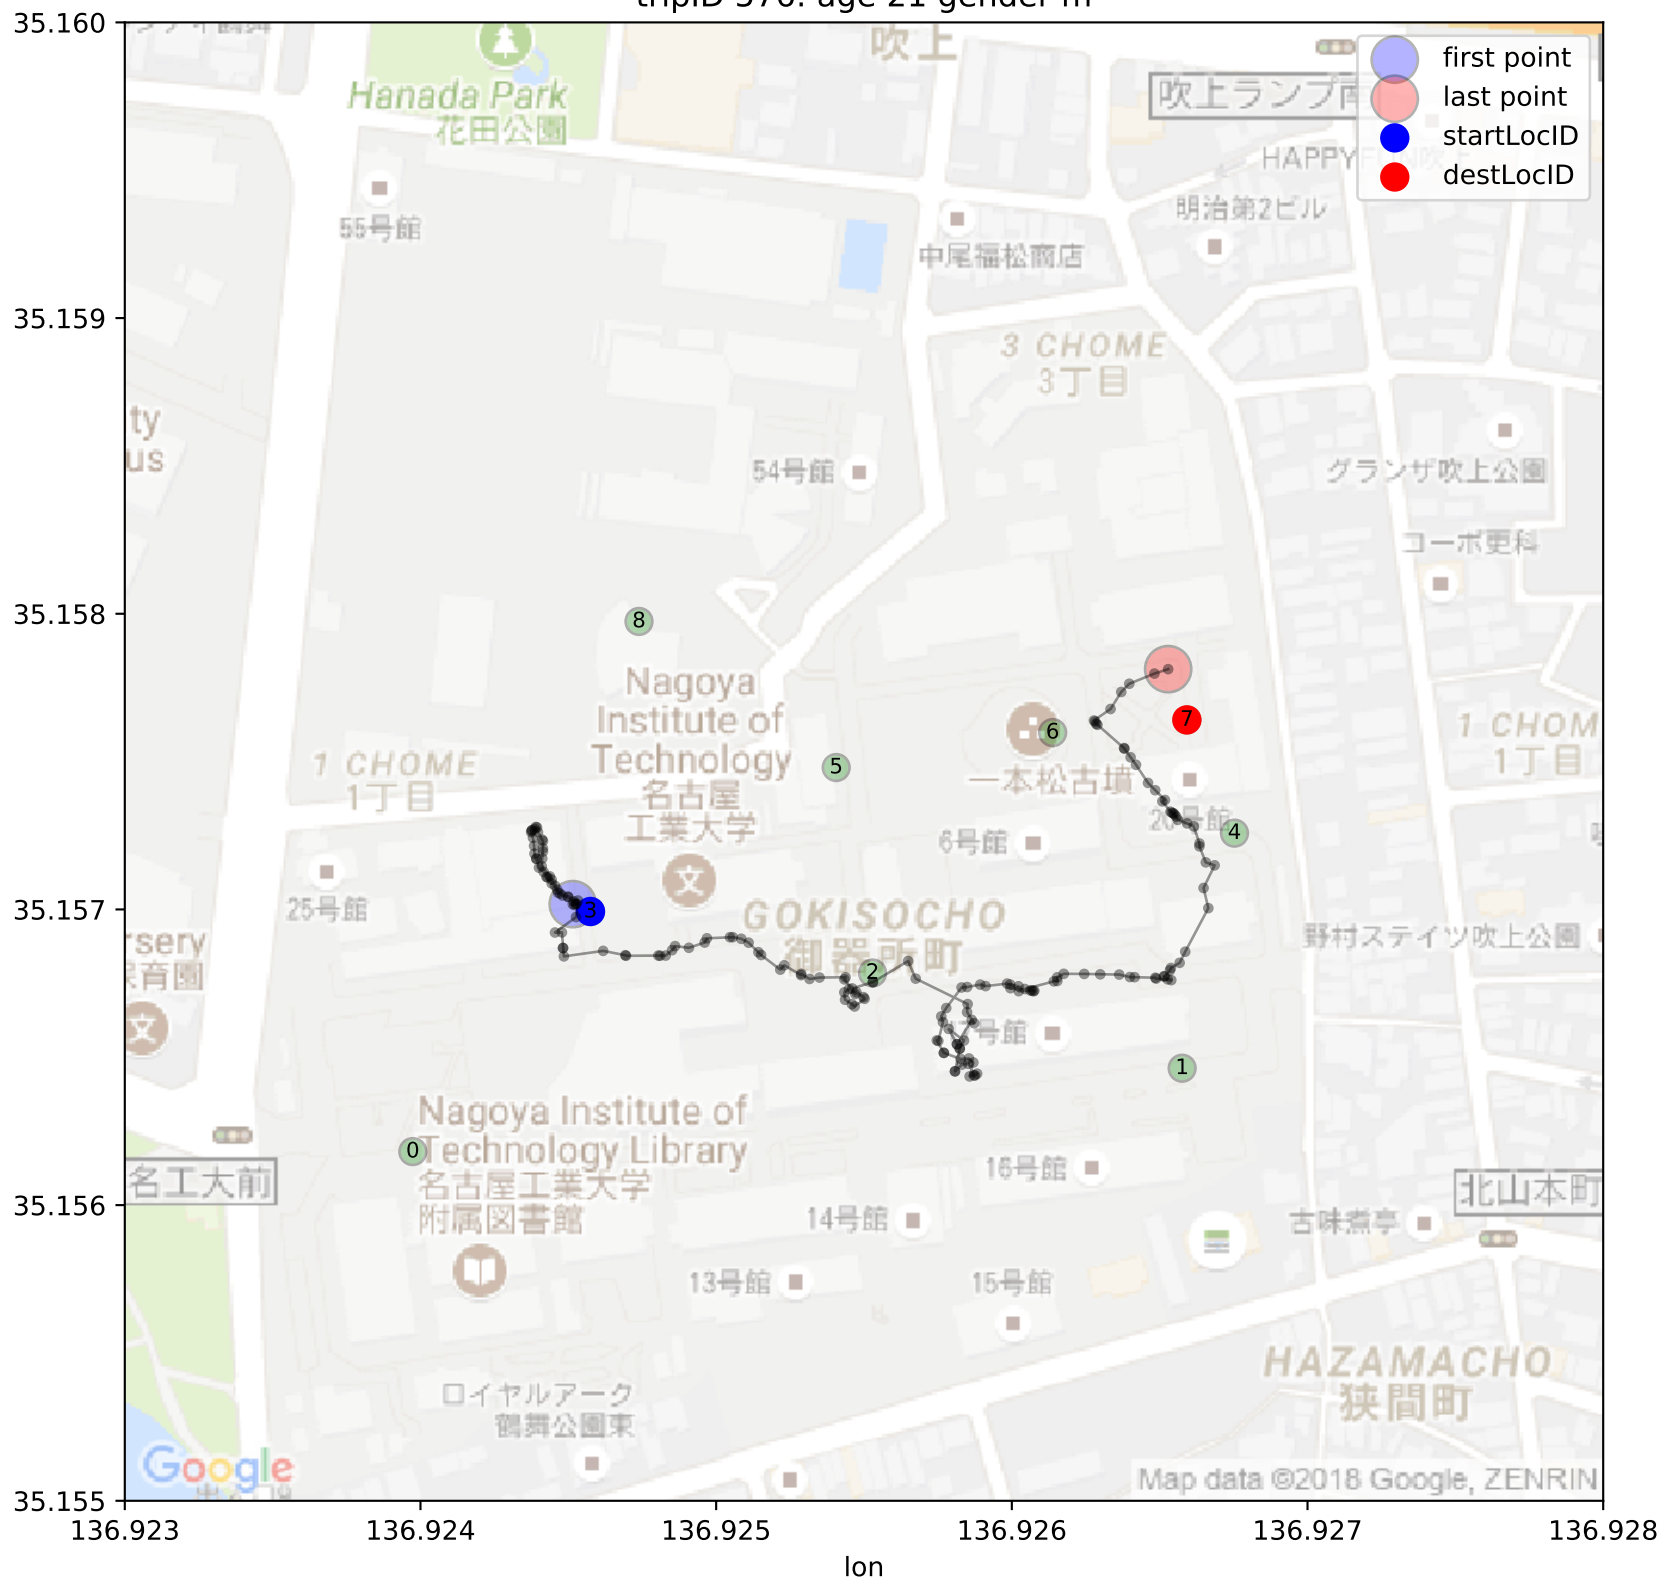 35.160
Hanada Park
花田公園
吹上
first point
last point
startLocID
destLocID
吹上ランプ南
55号館
中尾福松商店
明治第2ビル
35.159
3 CHOME
3丁目
54号館
グランザ吹上公園
コーポ更科
35.158
8
Nagoya
Institute of
Technology
名古屋
工業大学
7
6
5
一本松古墳
1 CHOM
1丁目
1 CHOME
1丁目
6号館
4
35.157
25号館
3
GOKISOCHO
御器所町
野村ステイツ吹上公園
2
号館
1
Nagoya Institute of
Technology Library
名古屋工業大学
附属図書館
0
名工大前
16号館
北山本町
35.156
14号館
古味煮亭
13号館
15号館
HAZAMACHO
狭間町
ロイヤルアーク
鶴舞公園東
Google
Map data ©2018 Google, ZENRIN
35.155
136.923
136.924
136.925
136.926
136.927
136.928
lon